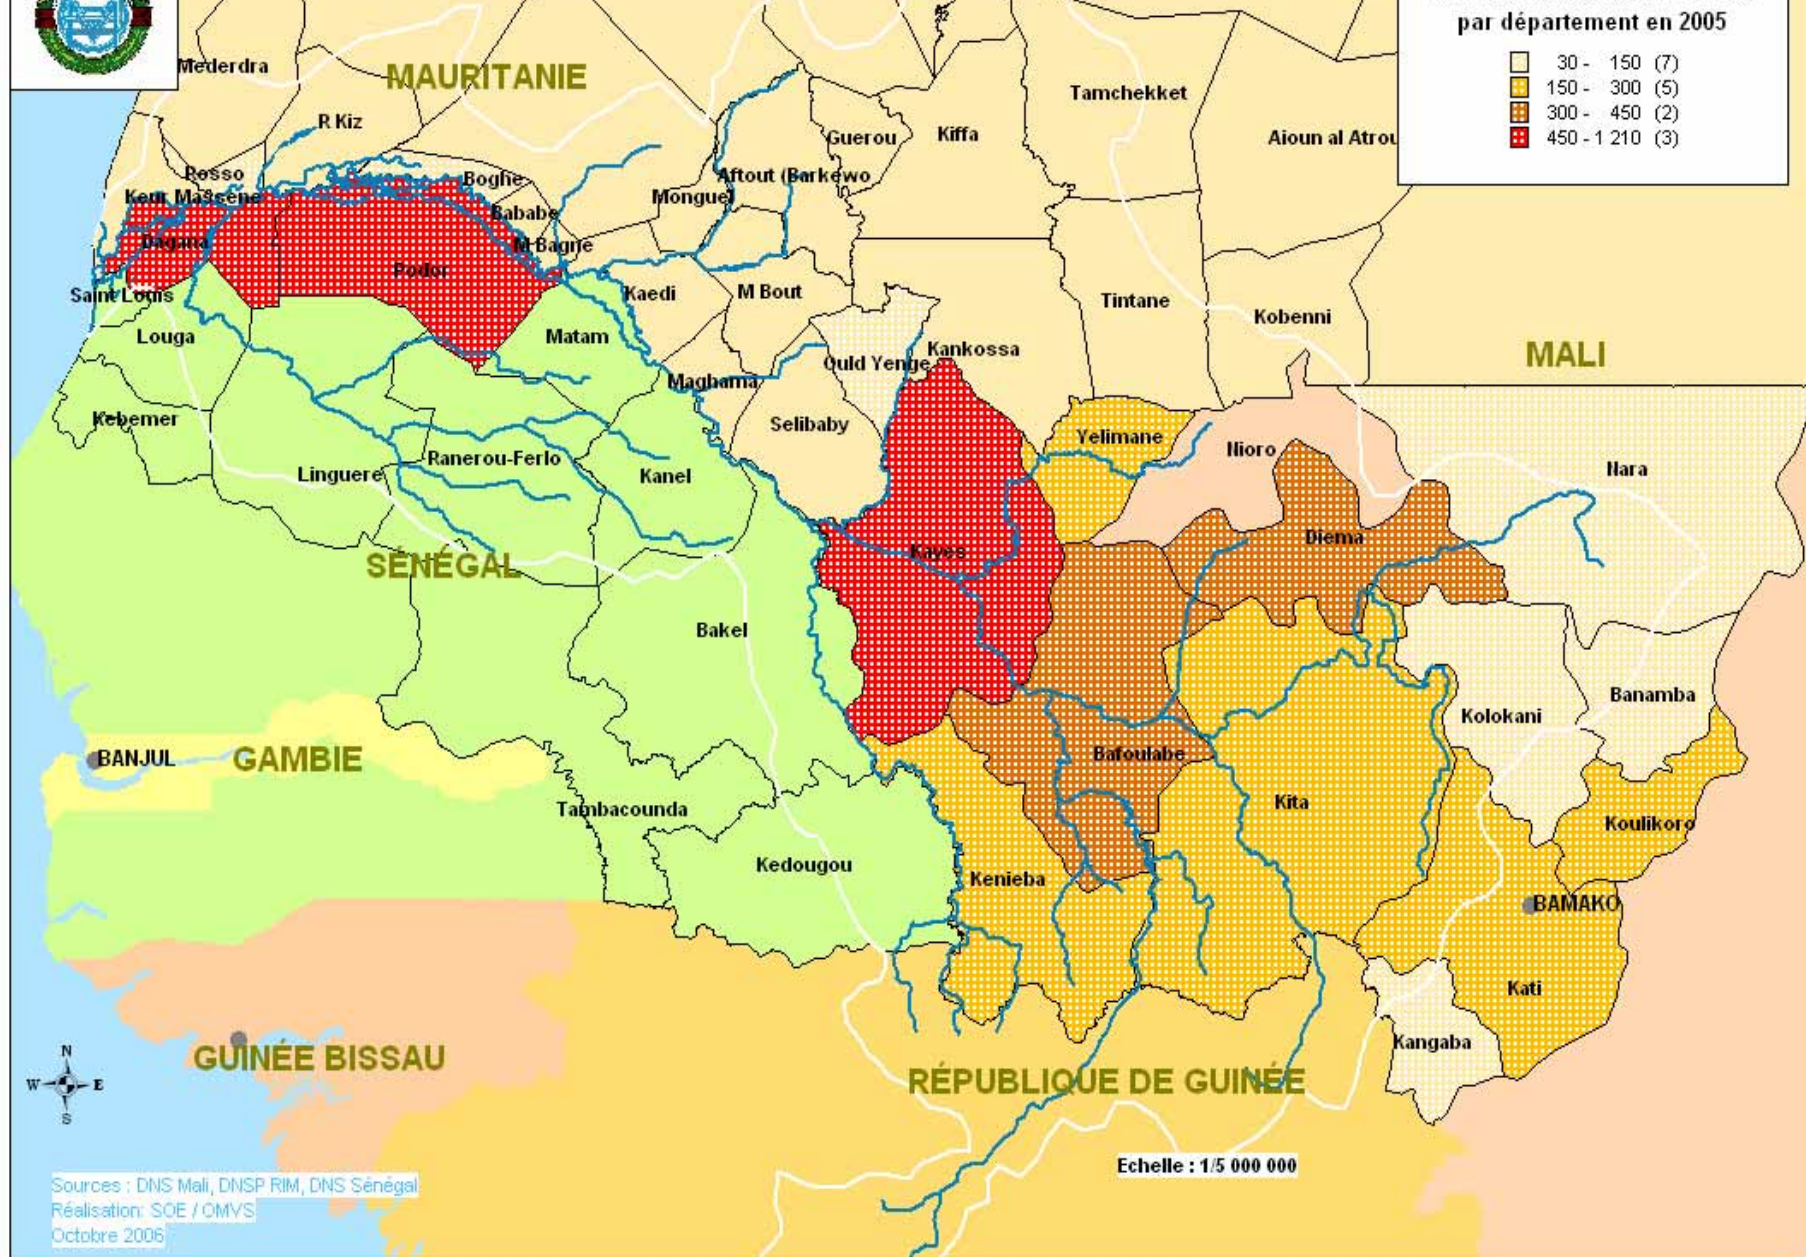 par département en 2005
30 - 150 (7)
150 - 300 (5)
300 - 450 (2)
450 - 1 210 (3)
Mederdra
MAURITANIE
R Kiz
Tamchekket
Guerou
Kiffa
Aioun al Atrou
Rosso
Keur Massene
Boghe
Aftout (Barkewo
Monguel
Bababe
M Bagne
Dagana
Podor
Saint Louis
Kaedi
M Bout
Tintane
Kobenni
Louga
Matam
MALI
Ould Yenge
Kankossa
Maghama
Kebemer
Selibaby
Yelimane
Nioro
Nara
Linguere
Ranerou-Ferlo
Kanel
SÉNÉGAL
Kayes
Diema
Bakel
Banamba
Kolokani
BANJUL
GAMBIE
Bafoulabe
Tambacounda
Kita
Koulikoro
Kedougou
Kenieba
BAMAKO
Kati
Kangaba
GUINÉE BISSAU
RÉPUBLIQUE DE GUINÉE
N
W E
S
Echelle : 1/5 000 000
Sources : DNS Mali, DNSP RIM, DNS Sénégal
Réalisation: SOE / OMVS
Octobre 2006